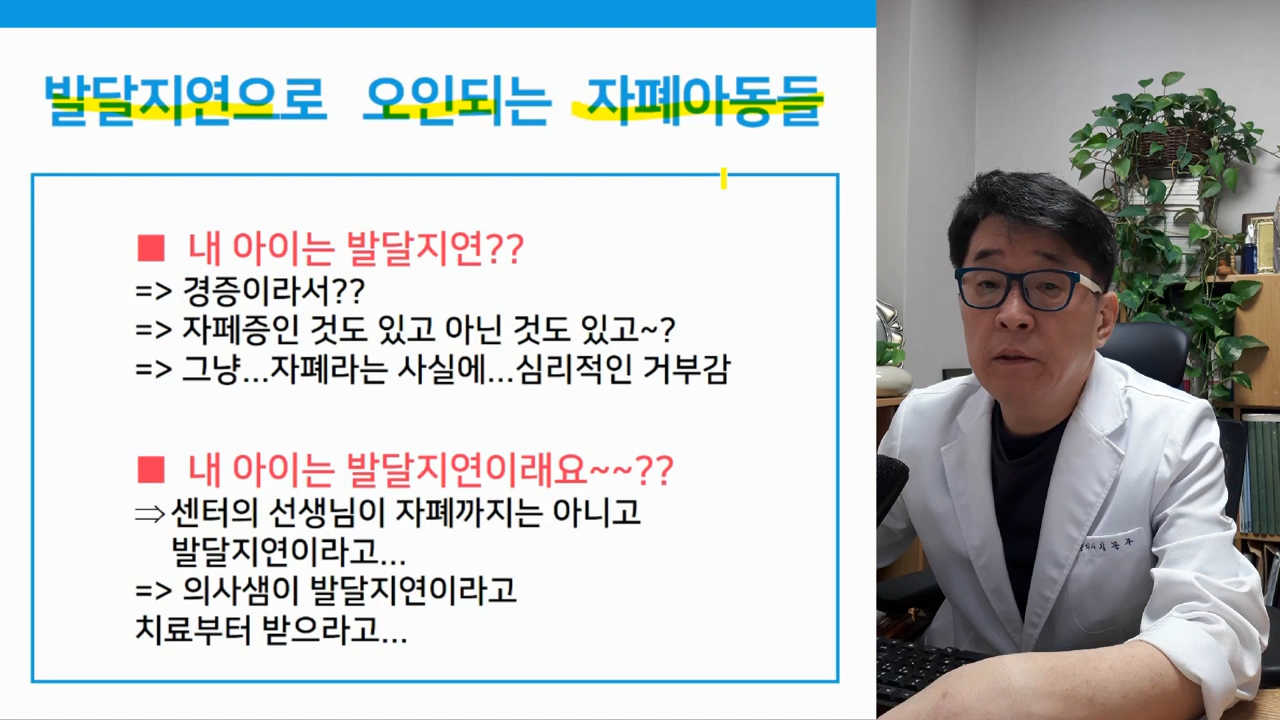 발달지연으로 오인되는 자폐아동들
■ 내 아이는 발달지연??
=> 경증이라서??
=> 자페증인 것도 있고 아닌 것도 있고~?
=> 그냥...자폐라는 사실에...심리적인 거부감
■ 내 아이는 발달지연이래요~~??
⇒센터의 선생님이 자폐까지는 아니고
발달지연이라고...
=> 의사샘이 발달지연이라고
치료부터 받으라고...